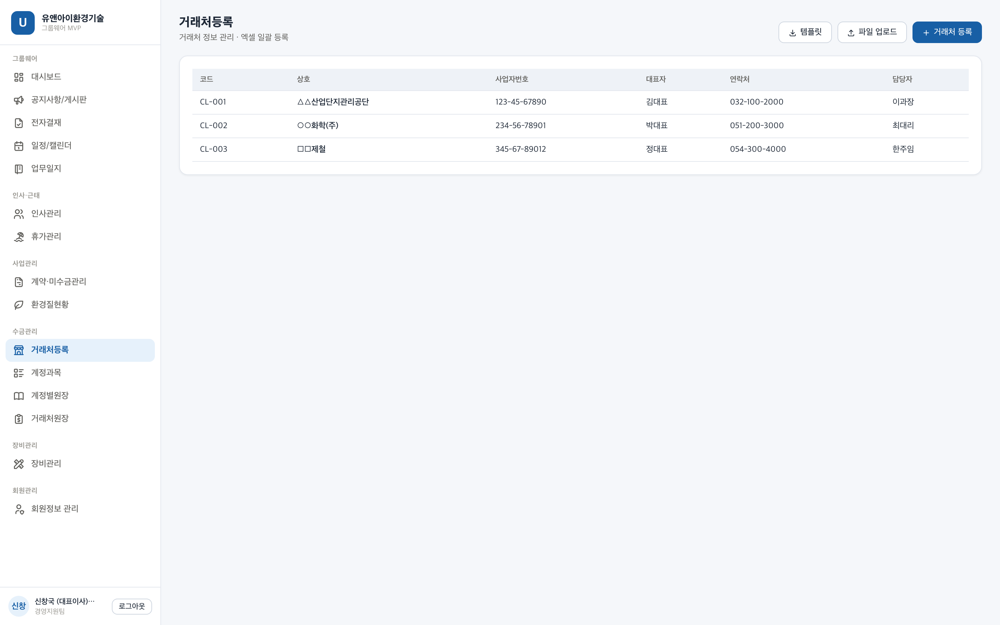 U
유앤아이환경기술
그룹웨어 MVP
그룹웨어
대시보드
공지사항/게시판
전자결재
일정/캘린더
업무일지
인사·근태
인사관리
휴가관리
사업관리
계약·미수금관리
환경질현황
수금관리
거래처등록
계정과목
계정별원장
거래처원장
장비관리
장비관리
회원관리
회원정보 관리
신창
신창국 (대표이사)…
경영지원팀
로그아웃
거래처등록
거래처 정보 관리 · 엑셀 일괄 등록
템플릿
파일 업로드
+ 거래처 등록
코드 상호 사업자번호 대표자 연락처 담당자
CL-001 △△산업단지관리공단 123-45-67890 김대표 032-100-2000 이과장
CL-002 ○○화학(주) 234-56-78901 박대표 051-200-3000 최대리
CL-003 □□제철 345-67-89012 정대표 054-300-4000 한주임